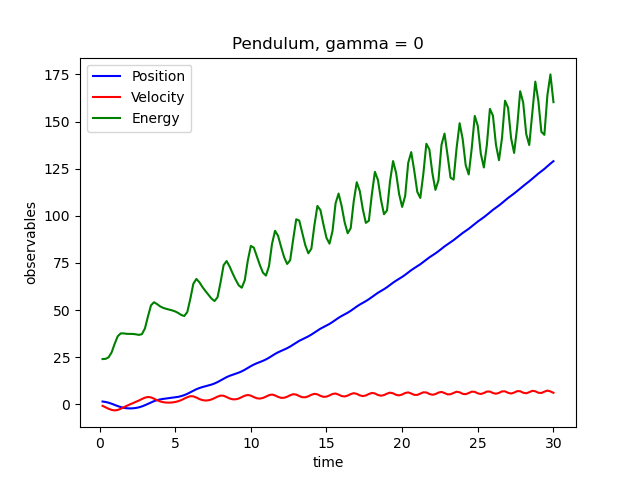 Pendulum, gamma = 0
Position
Velocity
Energy
observables
175
150
125
100
75
50
25
0
0 5 10 15 20 25 30
time